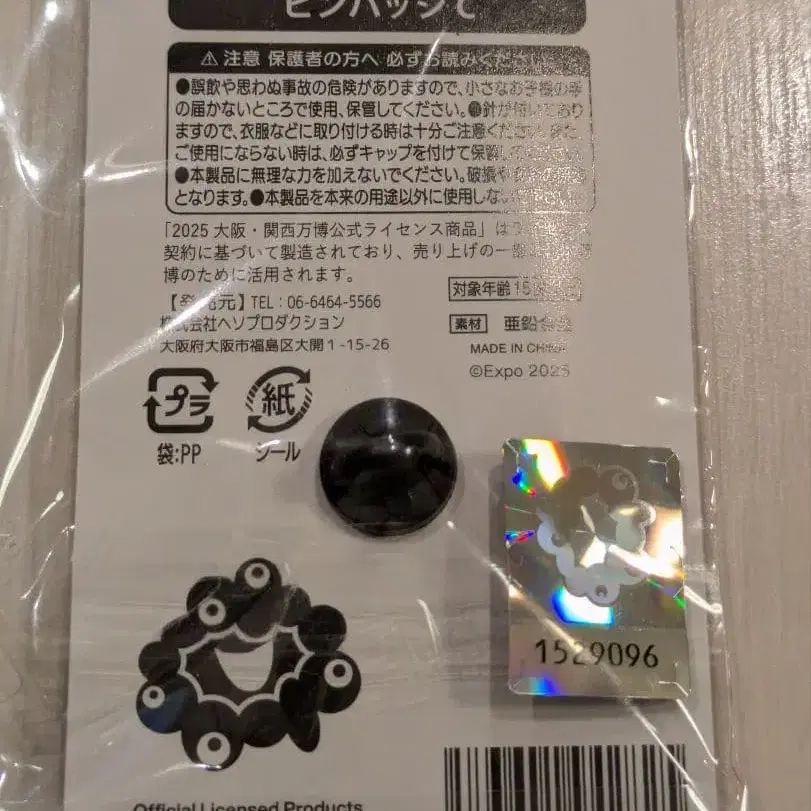 ピンバッジ
⚠注意 保護者の方へ 必ずお読みください
●誤飲や思わぬ事故の危険がありますので、小さなお子様の手
の届かないところで使用、保管してください。●針が付いており
ますので、衣服などに取り付ける時は十分ご注意ください。また
ご使用にならない時は、必ずキャップを付けて保管
●本製品に無理な力を加えないでください。破損や
となります。●本製品を本来の用途以外に使用しな
「2025 大阪・関西万博公式ライセンス商品」は
契約に基づいて製造されており、売り上げの一部
博のために活用されます。
【発売元】TEL:06-6464-5566
対象年齢15
株式会社ヘソプロダクション
素材 亜鉛合金
大阪府大阪市福島区大開1-15-26
MADE IN CHINA
©Expo 2025
プラ
紙
袋:PP
シール
1529096
Official Licensed Products